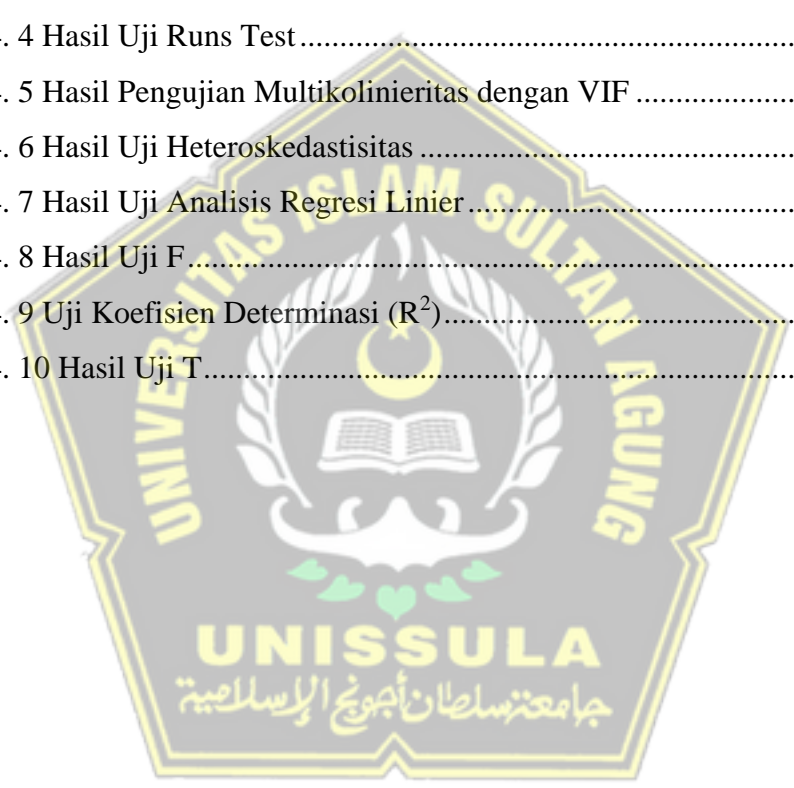 . 4 Hasil Uji Runs Test
. 5 Hasil Pengujian Multikolinieritas dengan VIF
. 6 Hasil Uji Heteroskedastisitas
. 7 Hasil Uji Analisis Regresi Linier
. 8 Hasil Uji F
. 9 Uji Koefisien Determinasi (R²)
. 10 Hasil Uji T
UNIVERSITAS ISLAM SULTAN AGUNG
UNISSULA
جامعة سلطان أجونج الإسلامية